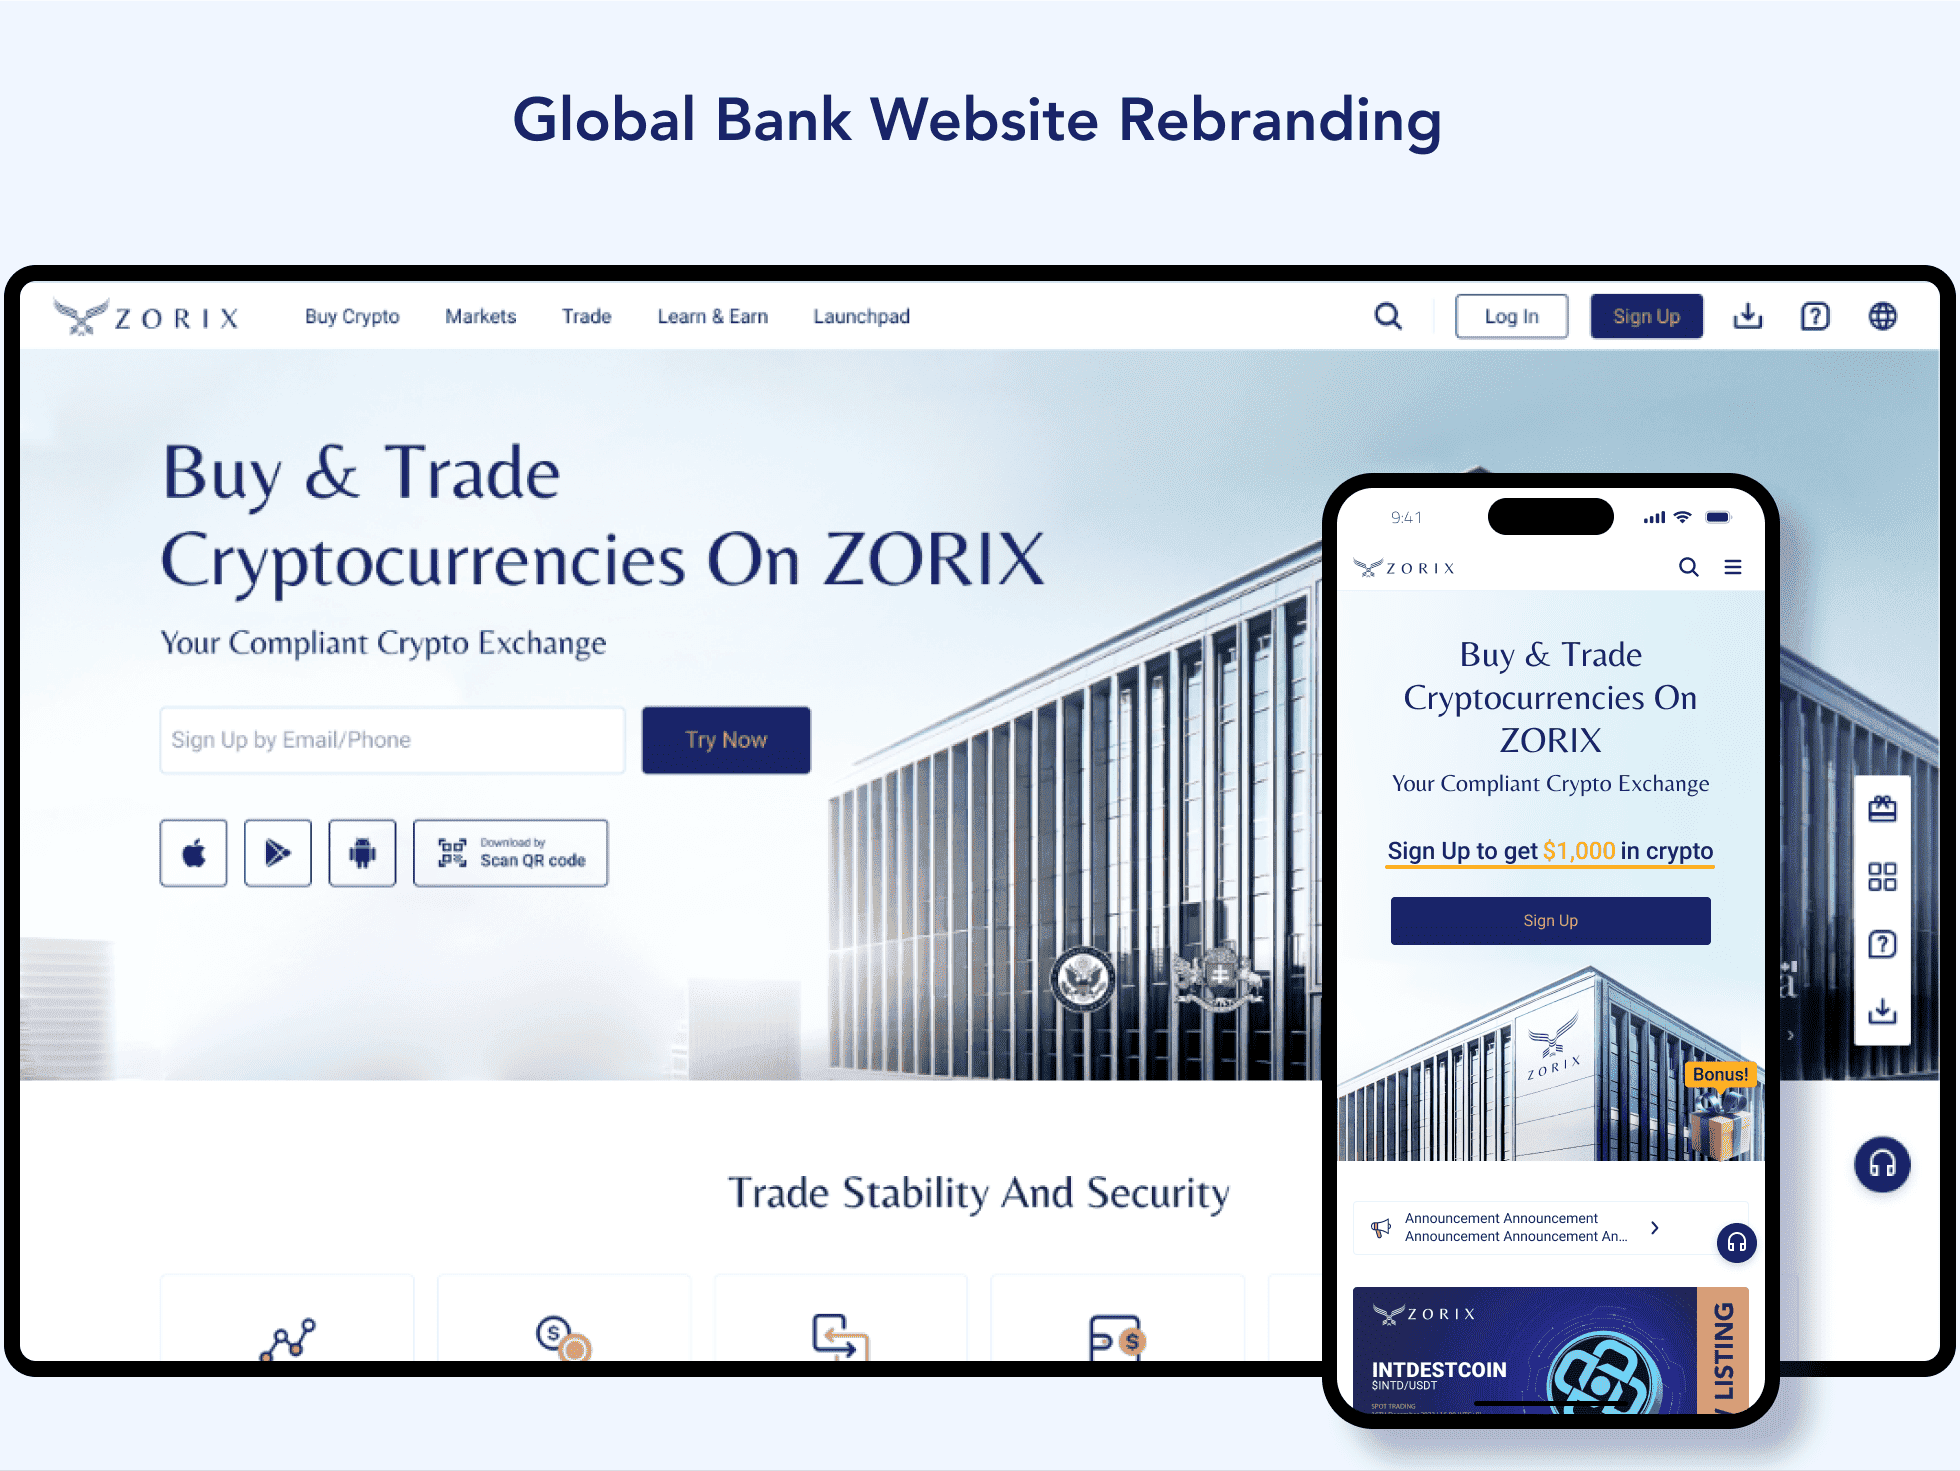 Global Bank Website Rebranding
ZORIX
Buy Crypto
Markets
Trade
Learn & Earn
Launchpad
Log In
Sign Up
Buy & Trade
Cryptocurrencies On ZORIX
Your Compliant Crypto Exchange
Sign Up by Email/Phone
Try Now
Download by
Scan QR code
Trade Stability And Security
9:41
ZORIX
Buy & Trade
Cryptocurrencies On
ZORIX
Your Compliant Crypto Exchange
Sign Up to get $1,000 in crypto
Sign Up
ZORIX
Bonus!
Announcement Announcement
Announcement Announcement An...
ZORIX
INTDESTCOIN
$INTD/USDT
SPOT TRADING
LISTING